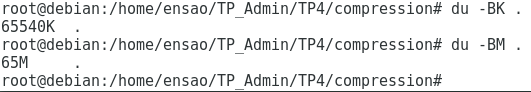 root@debian:/home/ensao/TP_Admin/TP4/compression# du -BK .
65540K  .
root@debian:/home/ensao/TP_Admin/TP4/compression# du -BM .
65M     .
root@debian:/home/ensao/TP_Admin/TP4/compression#